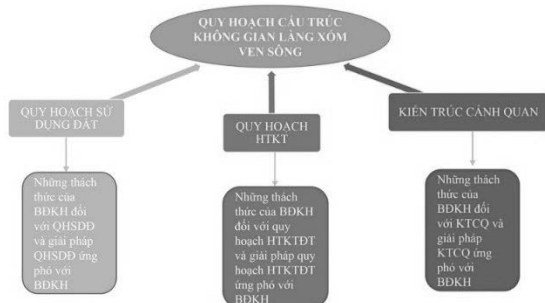 QUY HOẠCH CẤU TRÚC
KHÔNG GIAN LÀNG XÓM
VEN SÔNG
QUY HOẠCH SỬ
DỤNG ĐẤT
QUY HOẠCH
HTKT
KIẾN TRÚC CẢNH QUAN
Những thách
thức của
BĐKH đối
với QHSDĐ
và giải pháp
QHSDĐ ứng
phó với
BĐKH
Những thách
thức của BĐKH
đối với quy
hoạch HTKTĐT
và giải pháp quy
hoạch HTKTĐT
ứng phó với
BĐKH
Những thách
thức của
BĐKH đối
với KTCQ và
giải pháp
KTCQ ứng
phó với
BĐKH